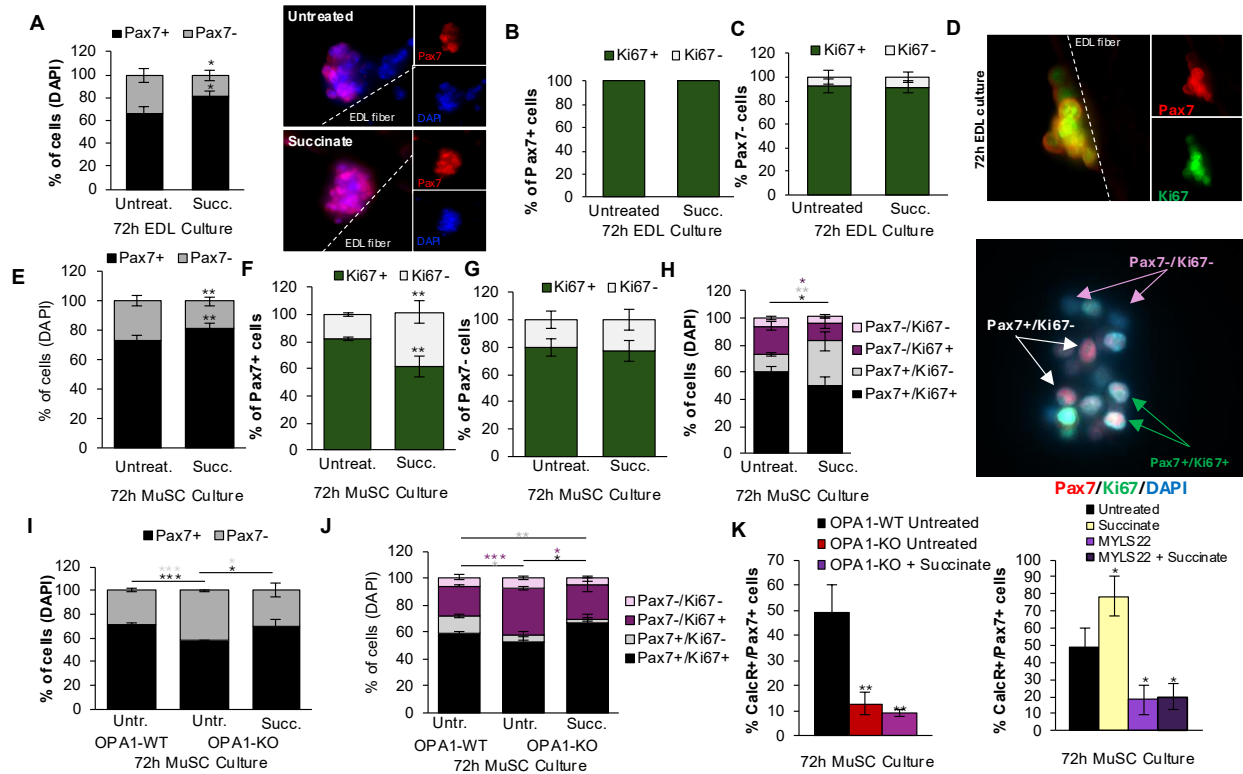 A
Pax7+ Pax7-
% of cells (DAPI)
120
100
80
60
40
20
0
*
*
Untreat. Succ.
72h EDL Culture
Untreated
Pax7
DAPI
EDL fiber
Succinate
Pax7
DAPI
EDL fiber
B
Ki67+ Ki67-
% of Pax7+ cells
100
80
60
40
20
0
Untreated Succ.
72h EDL Culture
C
Ki67+ Ki67-
% Pax7- cells
120
100
80
60
40
20
0
Untreated Succ.
72h EDL Culture
D
72h EDL culture
EDL fiber
Pax7
Ki67
E
Pax7+ Pax7-
% of cells (DAPI)
120
100
80
60
40
20
0
**
**
Untreat. Succ.
72h MuSC Culture
F
Ki67+ Ki67-
% of Pax7+ cells
120
100
80
60
40
20
0
**
**
Untreat. Succ.
72h MuSC Culture
G
Ki67+ Ki67-
% of Pax7- cells
100
80
60
40
20
0
Untreat. Succ.
72h MuSC Culture
H
% of cells (DAPI)
120
100
80
60
40
20
0
*
**
*
Pax7-/Ki67-
Pax7-/Ki67+
Pax7+/Ki67-
Pax7+/Ki67+
Untreat. Succ.
72h MuSC Culture
Pax7-/Ki67-
Pax7+/Ki67-
Pax7+/Ki67+
Pax7/Ki67/DAPI
I
Pax7+ Pax7-
% of cells (DAPI)
120
100
80
60
40
20
0
***
***
*
*
Untr. Untr. Succ.
OPA1-WT OPA1-KO
72h MuSC Culture
J
% of cells (DAPI)
120
100
80
60
40
20
0
**
***
*
*
*
Pax7-/Ki67-
Pax7-/Ki67+
Pax7+/Ki67-
Pax7+/Ki67+
Untr. Untr. Succ.
OPA1-WT OPA1-KO
72h MuSC Culture
K
OPA1-WT Untreated
OPA1-KO Untreated
OPA1-KO + Succinate
% CalcR+/Pax7+ cells
70
60
50
40
30
20
10
0
**
**
72h MuSC Culture
Untreated
Succinate
MYLS22
MYLS22 + Succinate
% CalcR+/Pax7+ cells
100
90
80
70
60
50
40
30
20
10
0
*
*
*
72h MuSC Culture